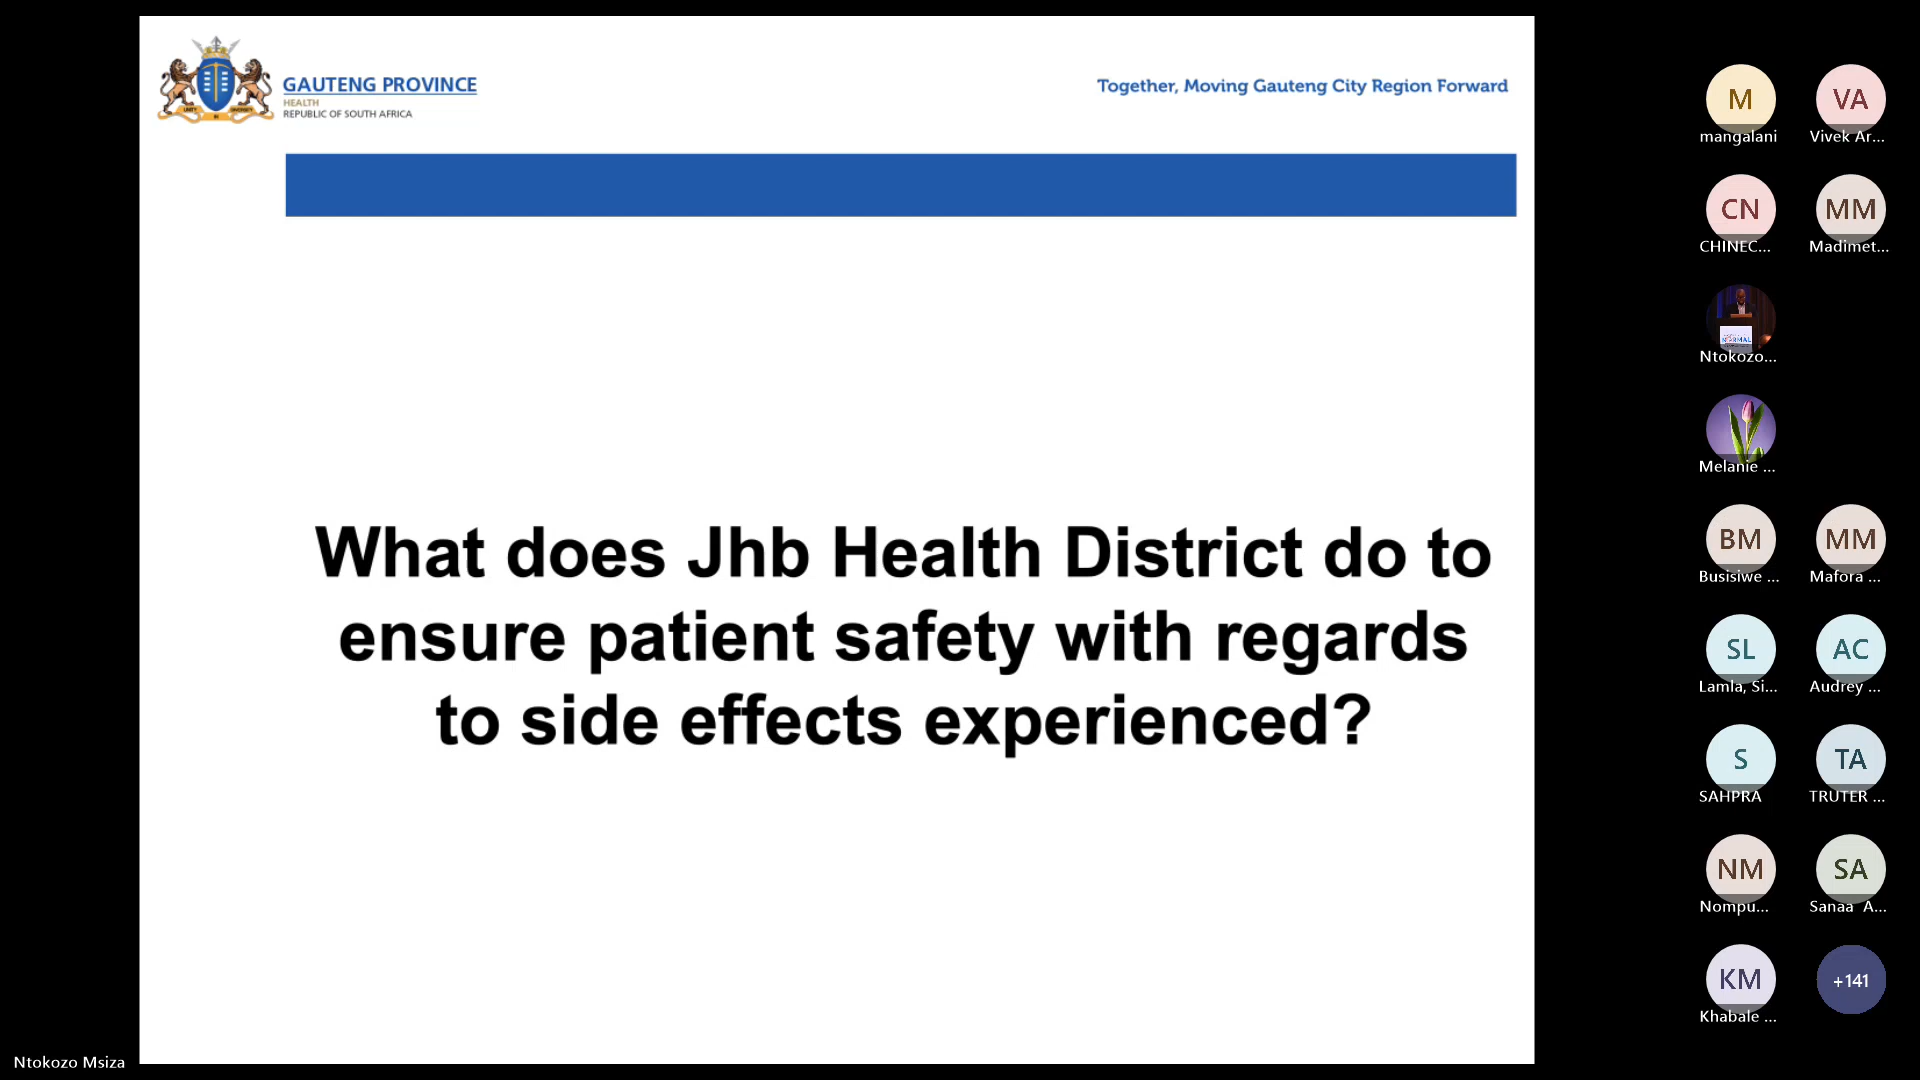 GAUTENG PROVINCE
HEALTH
REPUBLIC OF SOUTH AFRICA
Together, Moving Gauteng City Region Forward
What does Jhb Health District do to
ensure patient safety with regards
to side effects experienced?
M
mangalani
VA
Vivek Ar...
CN
CHINEC...
MM
Madimet...
Ntokozo...
Melanie ...
BM
Busisiwe ...
MM
Mafora ...
SL
Lamla, Si...
AC
Audrey ...
S
SAHPRA
TA
TRUTER ...
NM
Nompu...
SA
Sanaa A...
KM
Khabale ...
+141
Ntokozo Msiza